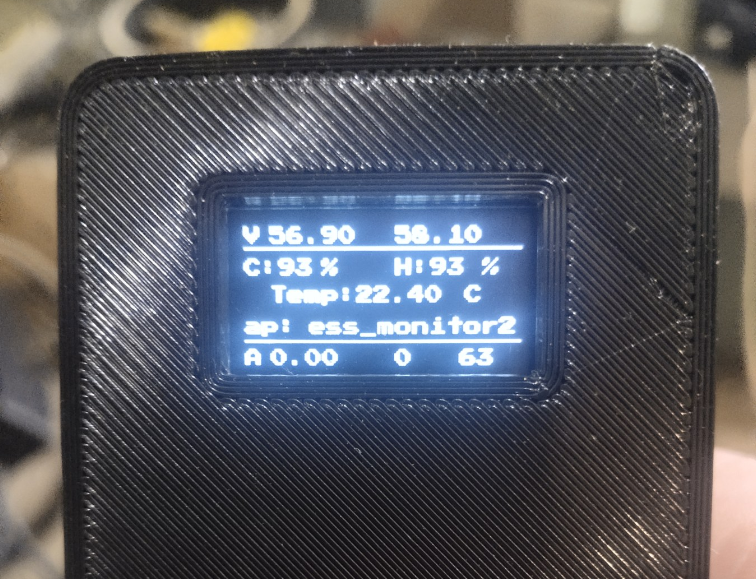 V 56.90 58.10
C:93 % H:93 %
Temp:22.40 C
ap: ess_monitor2
A 0.00 0 63